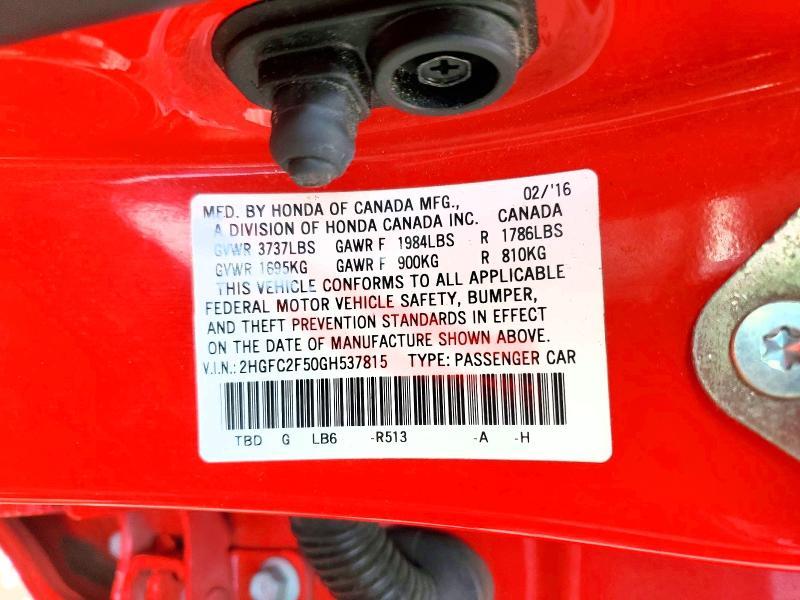 MFD. BY HONDA OF CANADA MFG., 02/'16
A DIVISION OF HONDA CANADA INC. CANADA
GVWR 3737LBS GAWR F 1984LBS R 1786LBS
GVWR 1695KG GAWR F 900KG R 810KG
THIS VEHICLE CONFORMS TO ALL APPLICABLE
FEDERAL MOTOR VEHICLE SAFETY, BUMPER,
AND THEFT PREVENTION STANDARDS IN EFFECT
ON THE DATE OF MANUFACTURE SHOWN ABOVE.
V.I.N.: 2HGFC2F50GH537815 TYPE: PASSENGER CAR
TBD G LB6 -R513 -A -H